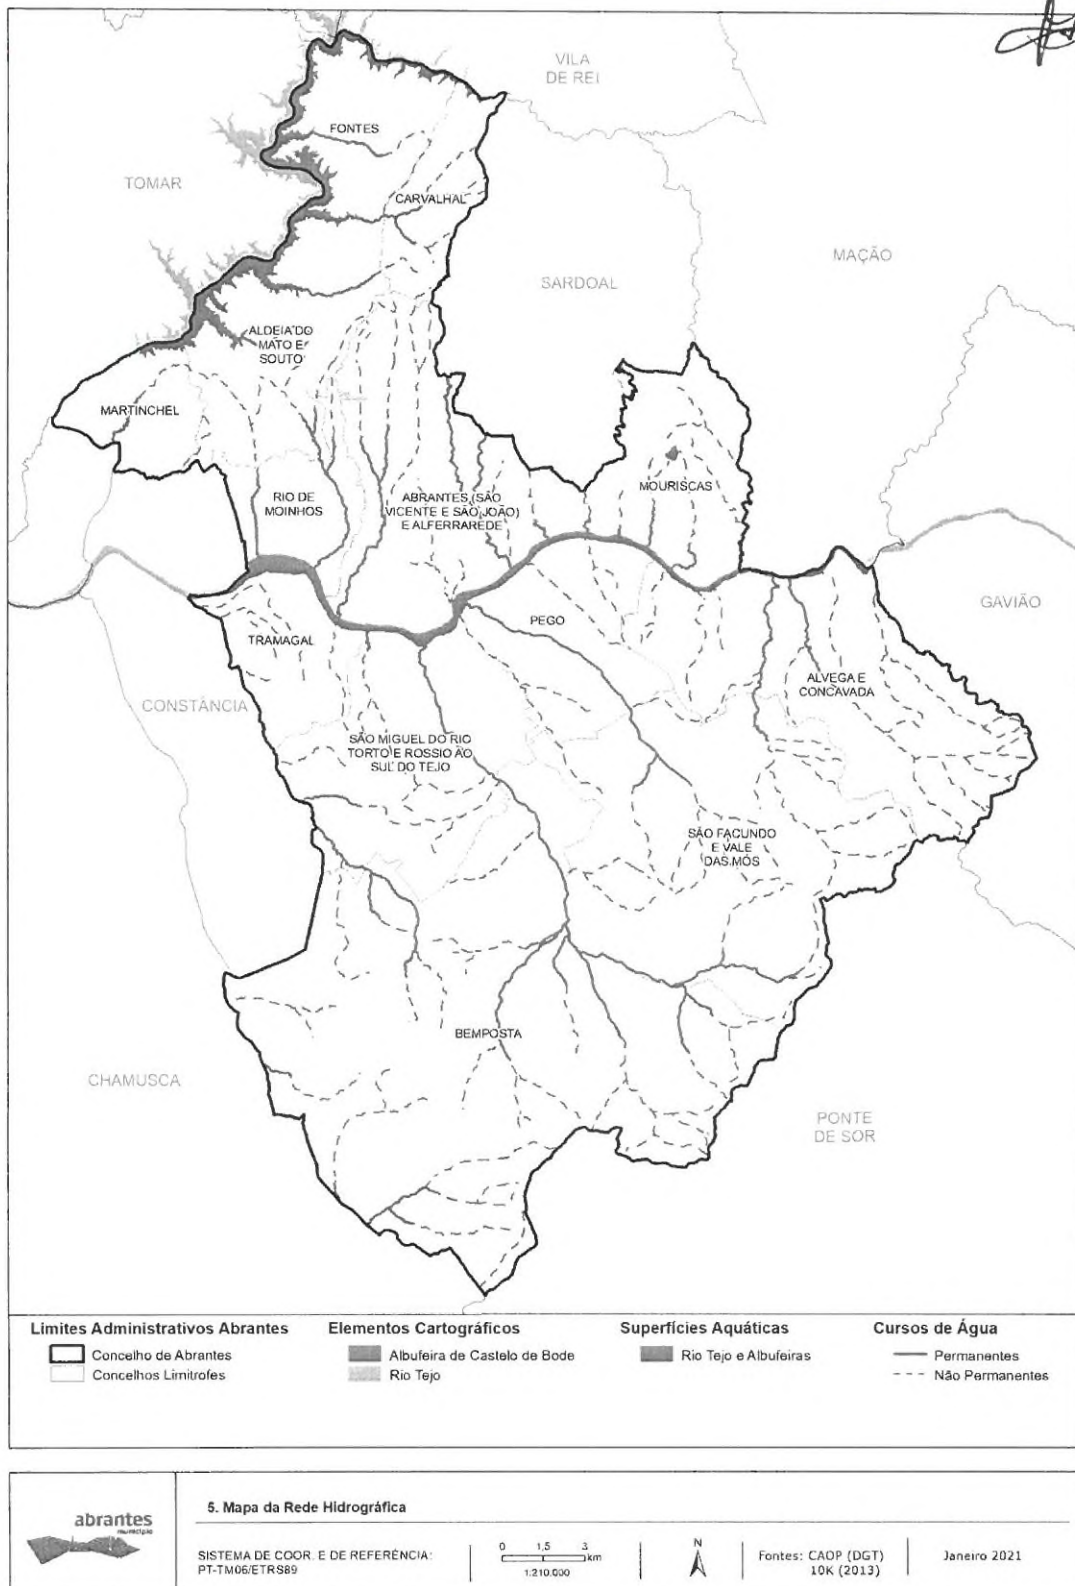 VILA
DE REI
FONTES
TOMAR
CARVALHAL
MAÇÃO
SARDOAL
ALDEIA DO
MATO E
SOUTO
MARTINCHEL
MOURISCAS
RIO DE
MOINHOS
ABRANTES (SÃO
VICENTE E SÃO JOÃO)
E ALFERRAREDE
GAVIÃO
PEGO
TRAMAGAL
ALVEGA E
CONCAVADA
CONSTÂNCIA
SÃO MIGUEL DO RIO
TORTO E ROSSIO AO
SUL DO TEJO
SÃO FACUNDO
E VALE
DAS MÓS
BEMPOSTA
CHAMUSCA
PONTE
DE SOR
Limites Administrativos Abrantes
Concelho de Abrantes
Concelhos Limitrofes
Elementos Cartográficos
Albufeira de Castelo de Bode
Rio Tejo
Superfícies Aquáticas
Rio Tejo e Albufeiras
Cursos de Água
Permanentes
Não Permanentes
abrantes
município
5. Mapa da Rede Hidrográfica
SISTEMA DE COOR. E DE REFERÊNCIA:
PT-TM06/ETRS89
0 1,5 3
km
1:210.000
N
Fontes: CAOP (DGT)
10K (2013)
Janeiro 2021